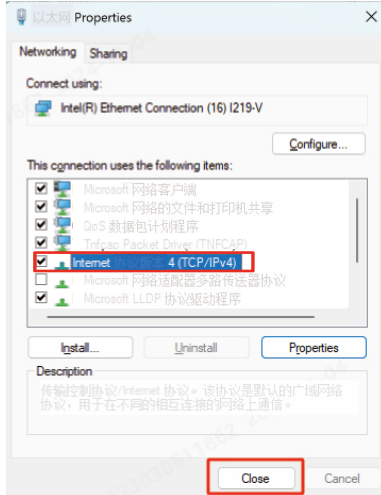 以太网 Properties
Networking Sharing
Connect using:
Intel(R) Ethernet Connection (16) I219-V
Configure...
This connection uses the following items:
Microsoft 网络客户端
Microsoft 网络的文件和打印机共享
QoS 数据包计划程序
Tnfcap Packet Driver (TNFCAP)
Internet 协议版本 4 (TCP/IPv4)
Microsoft 网络适配器多路传送器协议
Microsoft LLDP 协议驱动程序
Install... Uninstall Properties
Description
传输控制协议/Internet 协议。该协议是默认的广域网络
协议，用于在不同的相互连接的网络上通信。
Close Cancel